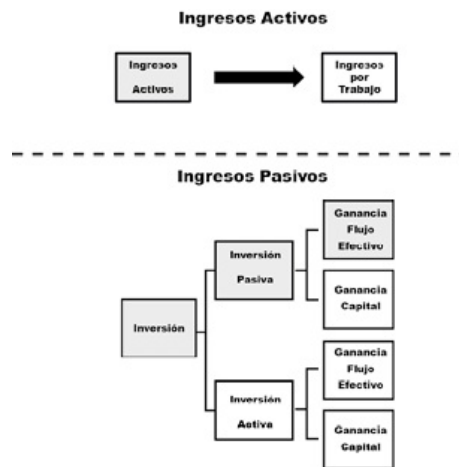 Ingresos Activos
Ingresos
Activos
Ingresos
por
Trabajo
Ingresos Pasivos
Inversión
Inversión
Pasiva
Ganancia
Flujo
Efectivo
Ganancia
Capital
Inversión
Activa
Ganancia
Flujo
Efectivo
Ganancia
Capital